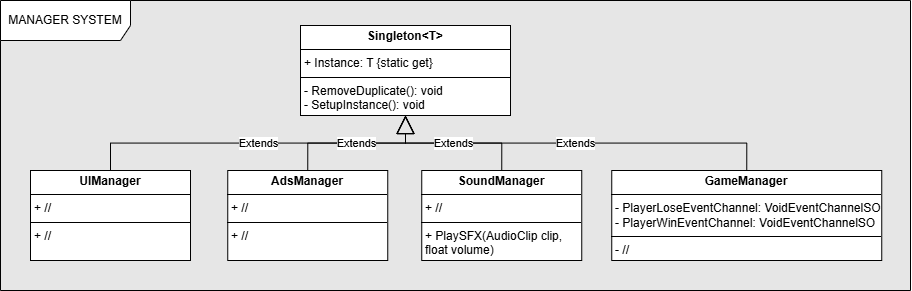 MANAGER SYSTEM
Singleton<T>
+ Instance: T {static get}
- RemoveDuplicate(): void
- SetupInstance(): void
Extends
Extends
Extends
Extends
UIManager
+ //
+ //
AdsManager
+ //
+ //
SoundManager
+ //
+ PlaySFX(AudioClip clip,
float volume)
GameManager
- PlayerLoseEventChannel: VoidEventChannelSO
- PlayerWinEventChannel: VoidEventChannelSO
- //